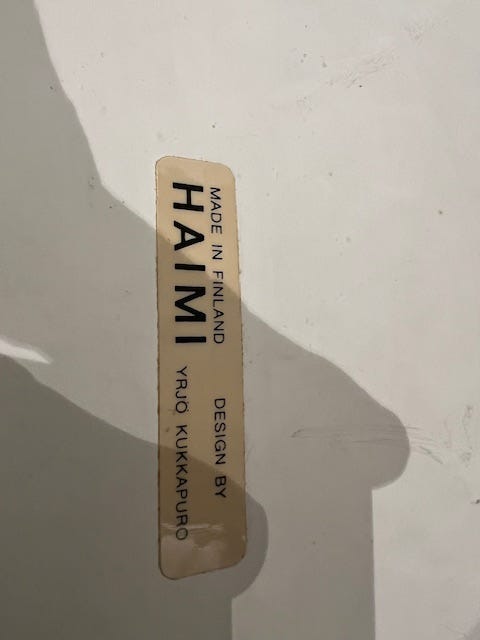 MADE IN FINLAND
HAIMI
DESIGN BY
YRJÖ KUKKAPURO